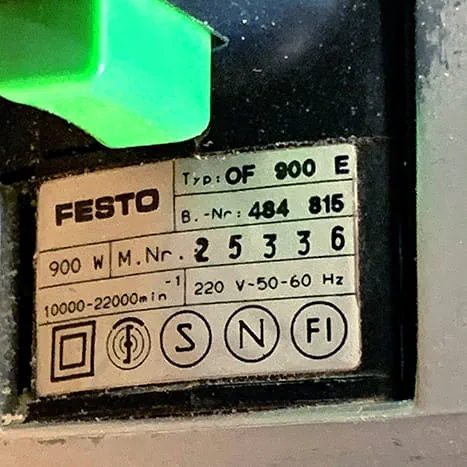 FESTO
Typ: OF 900 E
B.-Nr: 484 815
900 W
M.Nr. 25336
10000-22000min-1
220 V~50-60 Hz
S N FI